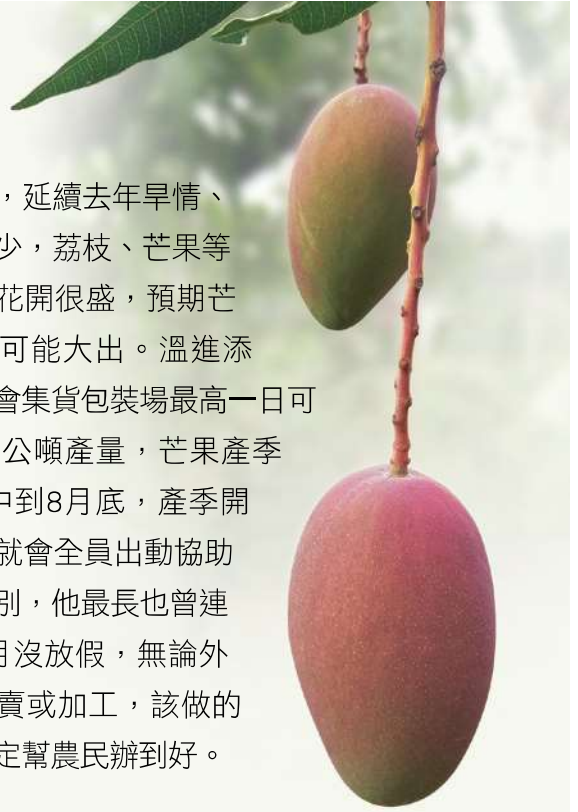 ，延續去年旱情、
少，荔枝、芒果等
花開很盛，預期芒
可能大出。溫進添
會集貨包裝場最高一日可
公噸產量，芒果產季
中到8月底，產季開
就會全員出動協助
別，他最長也曾連
月沒放假，無論外
賣或加工，該做的
定幫農民辦到好。